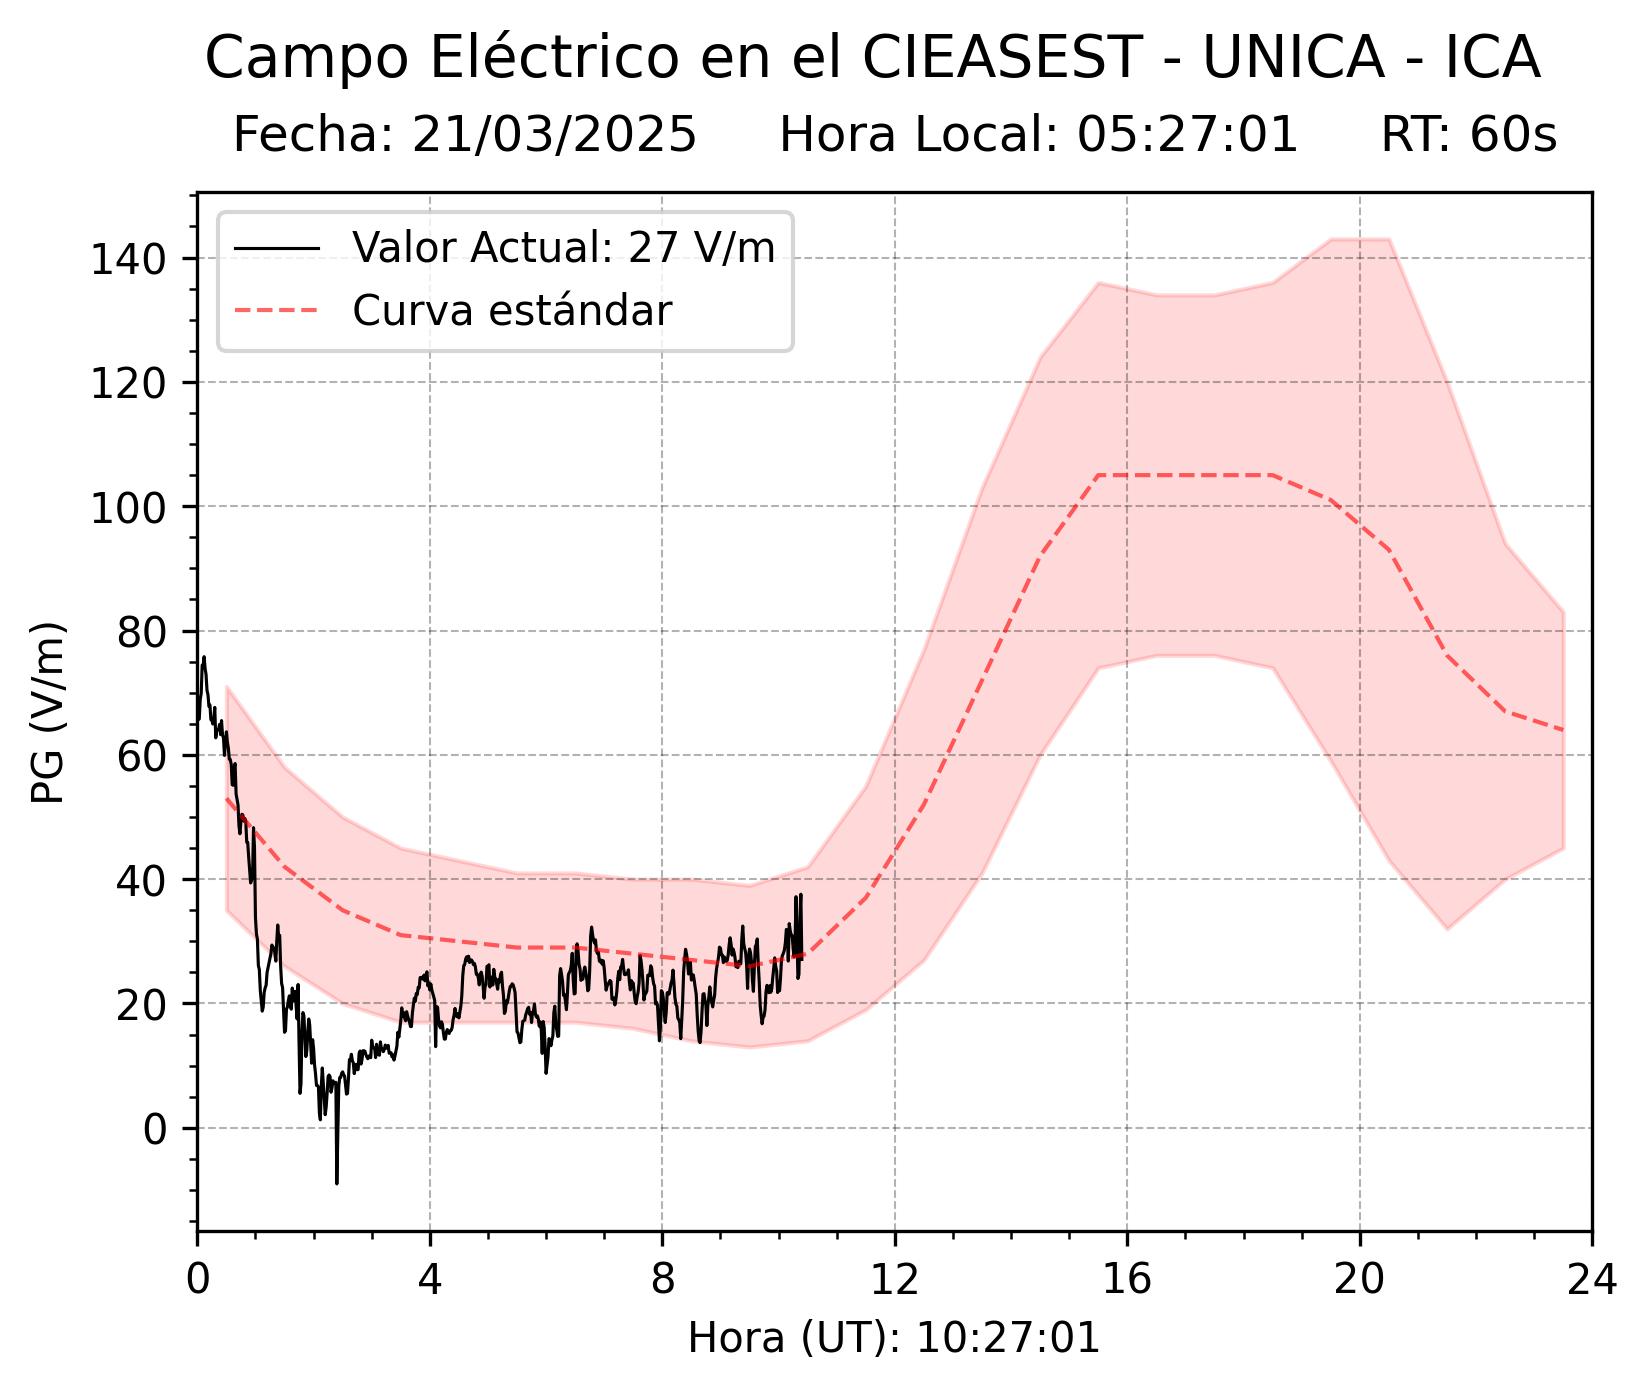 Campo Eléctrico en el CIEASEST - UNICA - ICA
Fecha: 21/03/2025 Hora Local: 05:27:01 RT: 60s
Valor Actual: 27 V/m
Curva estándar
140
120
100
80
60
40
20
0
PG (V/m)
0 4 8 12 16 20 24
Hora (UT): 10:27:01